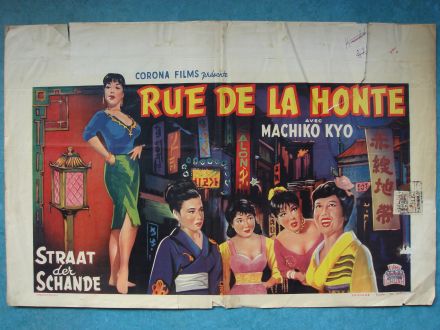 CORONA FILMS présente
RUE DE LA HONTE
AVEC
MACHIKO KYO
赤線地帯
STRAAT
der
SCHANDE